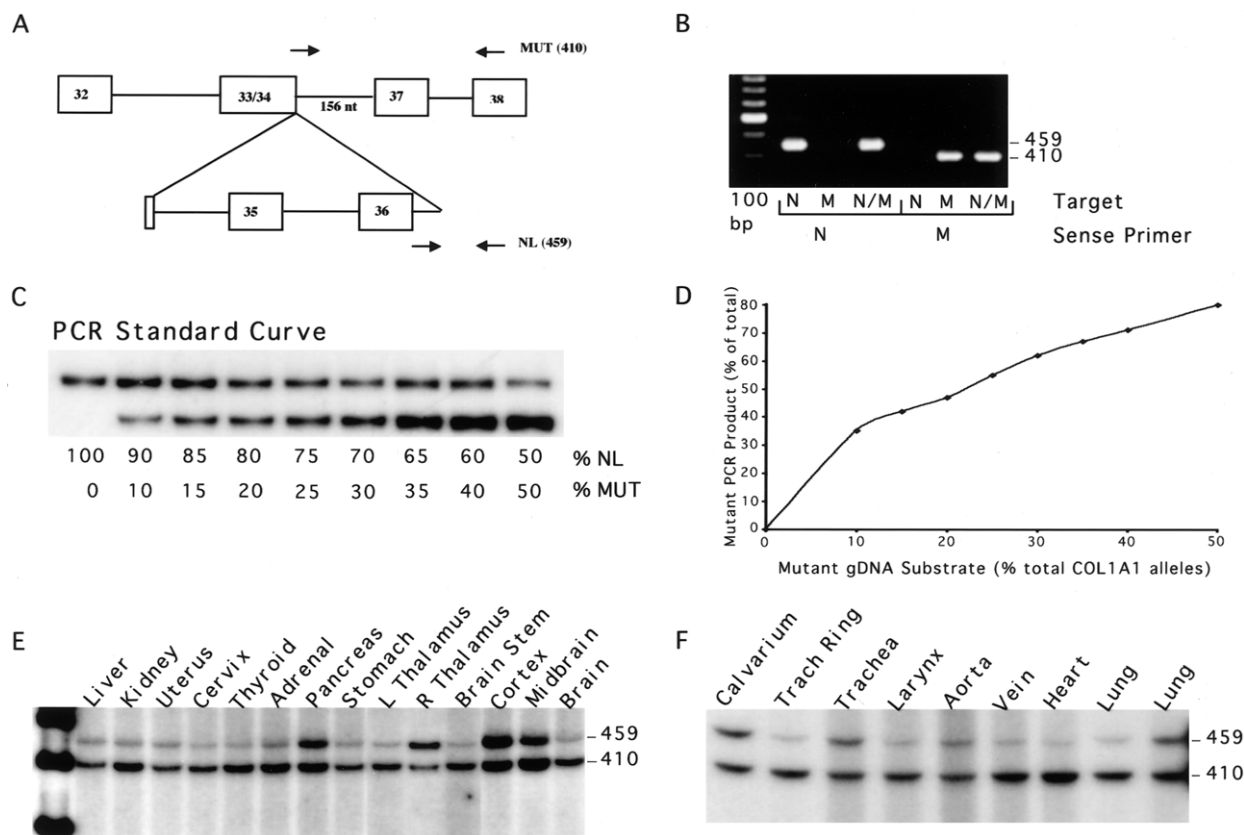 A
MUT (410)
32
33/34
156 nt
37
38
35
36
NL (459)
B
459
410
100 bp
N M N/M N M N/M Target
N M Sense Primer
C
PCR Standard Curve
100 90 85 80 75 70 65 60 50 % NL
0 10 15 20 25 30 35 40 50 % MUT
D
Mutant PCR Product (% of total)
80
70
60
50
40
30
20
10
0
0 10 20 30 40 50
Mutant gDNA Substrate (% total COL1A1 alleles)
E
Liver
Kidney
Uterus
Cervix
Thyroid
Adrenal
Pancreas
Stomach
L Thalamus
R Thalamus
Brain Stem
Cortex
Midbrain
Brain
459
410
F
Calvarium
Trach Ring
Trachea
Larynx
Aorta
Vein
Heart
Lung
Lung
459
410